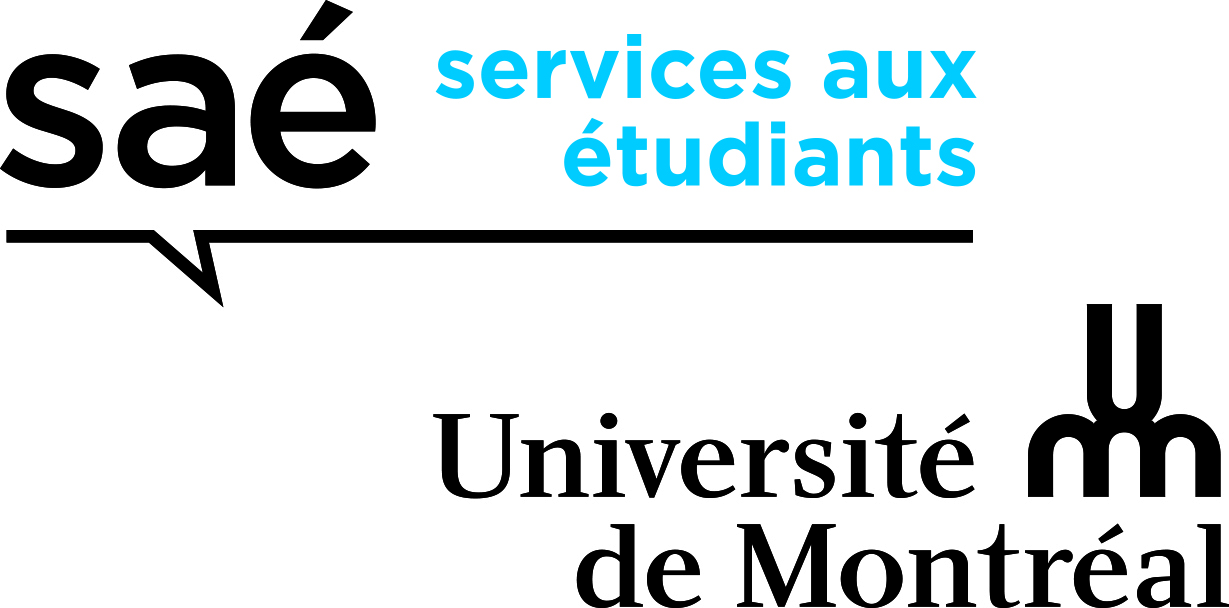 saé
services aux
étudiants
Université
de Montréal